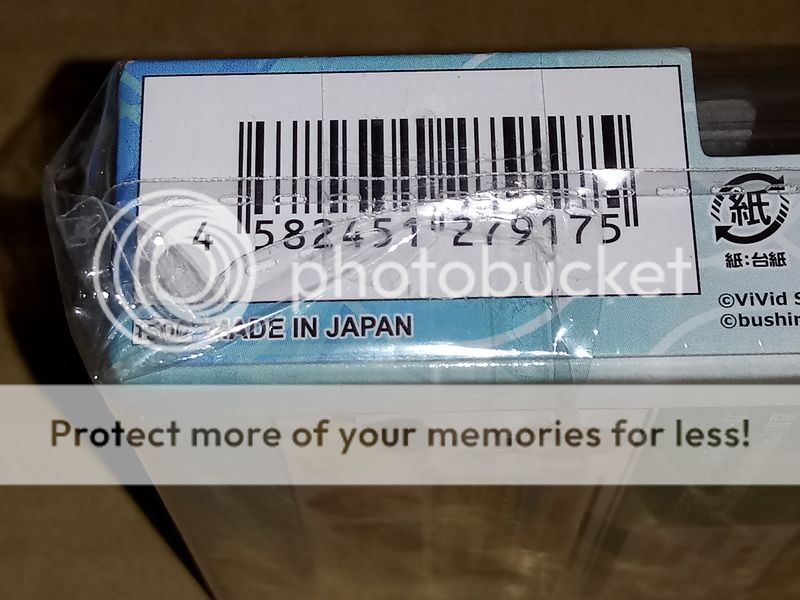 4 582451 279175
紙
紙:台紙
©ViVid S
©bushir
MADE IN JAPAN
photobucket
Protect more of your memories for less!